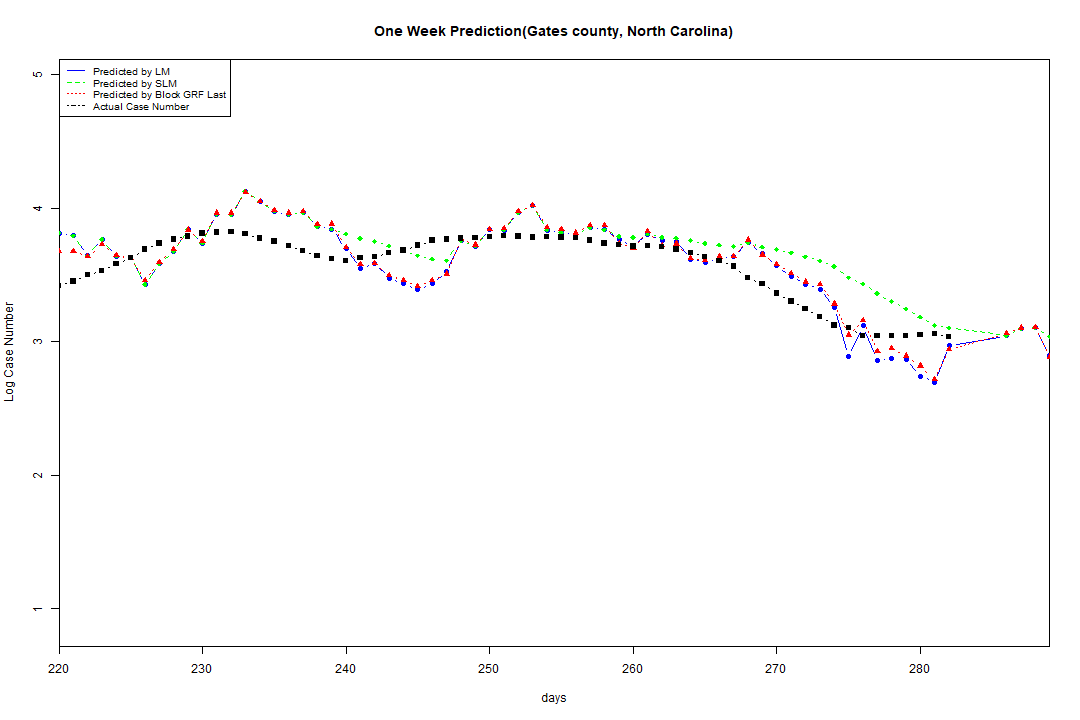 One Week Prediction(Gates county, North Carolina)
Predicted by LM
Predicted by SLM
Predicted by Block GRF Last
Actual Case Number
5
4
3
2
1
Log Case Number
220 230 240 250 260 270 280
days